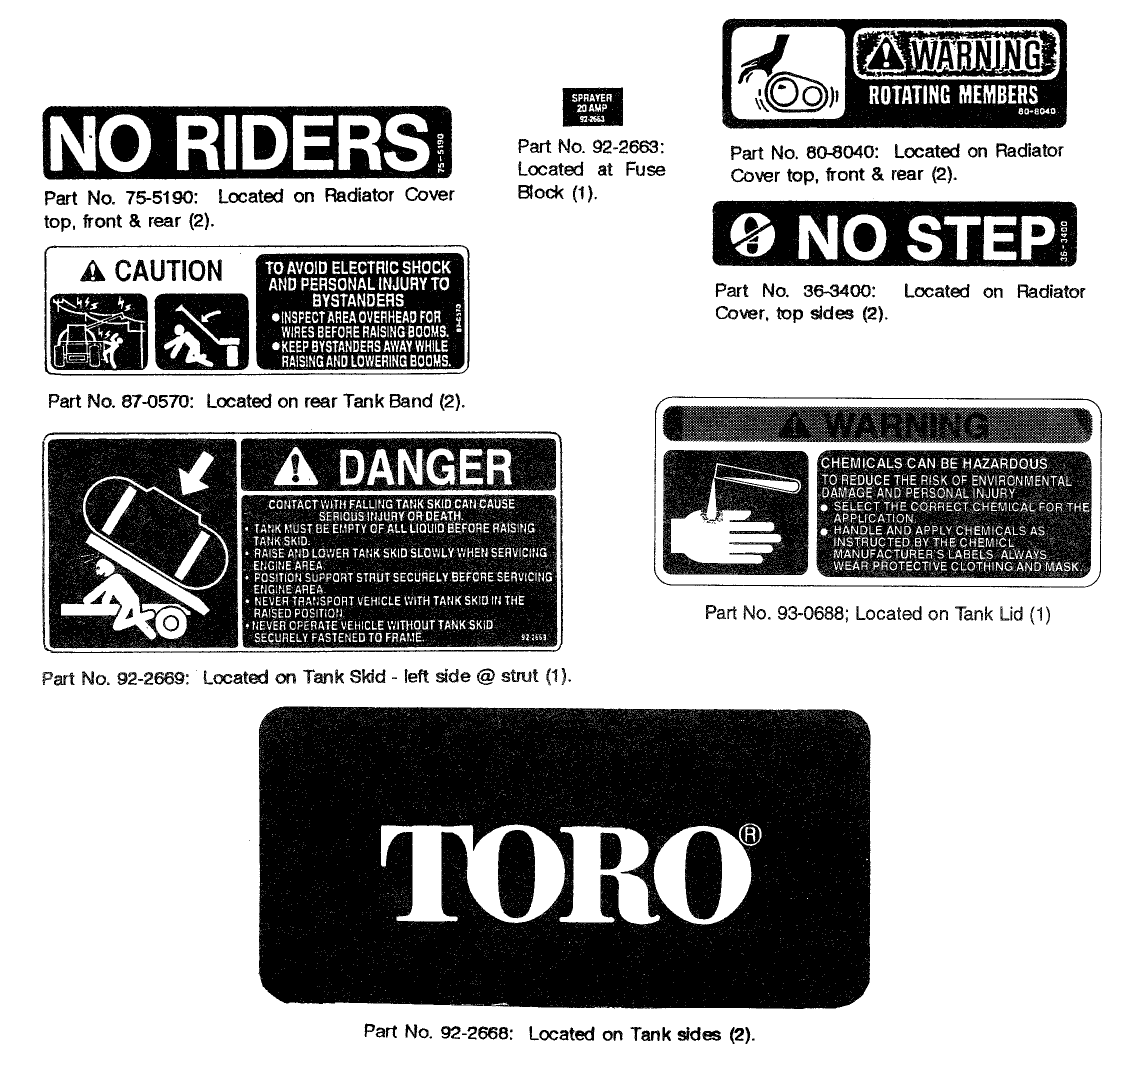 NO RIDERS
75-5190
Part No. 75-5190: Located on Radiator Cover
top, front & rear (2).
SPRAYER
20 AMP
92-2663
Part No. 92-2663:
Located at Fuse
Block (1).
WARNING
ROTATING MEMBERS
80-8040
Part No. 80-8040: Located on Radiator
Cover top, front & rear (2).
NO STEP
36-3400
Part No. 36-3400: Located on Radiator
Cover, top sides (2).
CAUTION
TO AVOID ELECTRIC SHOCK
AND PERSONAL INJURY TO
BYSTANDERS
● INSPECT AREA OVERHEAD FOR
WIRES BEFORE RAISING BOOMS.
● KEEP BYSTANDERS AWAY WHILE
RAISING AND LOWERING BOOMS.
87-0570
Part No. 87-0570: Located on rear Tank Band (2).
DANGER
CONTACT WITH FALLING TANK SKID CAN CAUSE
SERIOUS INJURY OR DEATH
• TANK MUST BE EMPTY OF ALL LIQUID BEFORE RAISING
TANK SKID.
• RAISE AND LOWER TANK SKID SLOWLY WHEN SERVICING
ENGINE AREA
• POSITION SUPPORT STRUT SECURELY BEFORE SERVICING
ENGINE AREA.
• NEVER TRANSPORT VEHICLE WITH TANK SKID IN THE
RAISED POSITION.
• NEVER OPERATE VEHICLE WITHOUT TANK SKID
SECURELY FASTENED TO FRAME.
92-2669
Part No. 92-2669: Located on Tank Skid - left side @ strut (1).
WARNING
CHEMICALS CAN BE HAZARDOUS
TO REDUCE THE RISK OF ENVIRONMENTAL
DAMAGE AND PERSONAL INJURY
● SELECT THE CORRECT CHEMICAL FOR THE
APPLICATION.
● HANDLE AND APPLY CHEMICALS AS
INSTRUCTED BY THE CHEMICL
MANUFACTURER'S LABELS. ALWAYS
WEAR PROTECTIVE CLOTHING AND MASK.
Part No. 93-0688; Located on Tank Lid (1)
TORO®
Part No. 92-2668: Located on Tank sides (2).